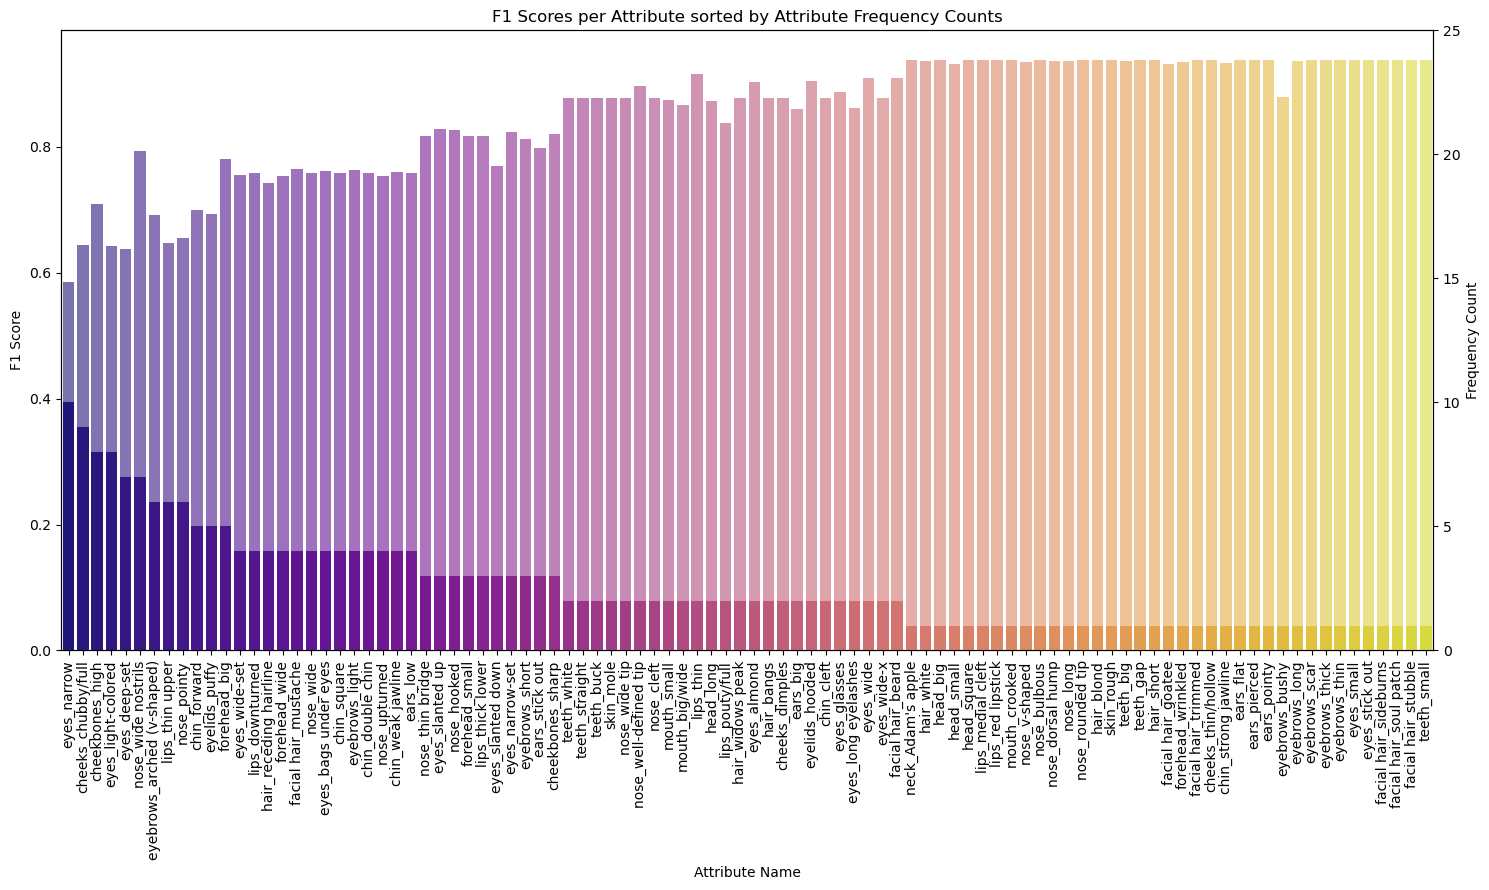 F1 Scores per Attribute sorted by Attribute Frequency Counts
F1 Score
0.8
0.6
0.4
0.2
0.0
25
20
15
10
5
0
Frequency Count
eyes_narrow
cheeks_chubby/full
cheekbones_high
eyes_light-colored
eyes_deep-set
nose_wide nostrils
eyebrows_arched (v-shaped)
lips_thin upper
nose_pointy
chin_forward
eyelids_puffy
forehead_big
eyes_wide-set
lips_downturned
hair_receding hairline
forehead_wide
facial hair_mustache
nose_wide
eyes_bags under eyes
chin_square
eyebrows_light
chin_double chin
nose_upturned
chin_weak jawline
ears_low
nose_thin bridge
eyes_slanted up
nose_hooked
forehead_small
lips_thick lower
eyes_slanted down
eyes_narrow-set
eyebrows_short
ears_stick out
cheekbones_sharp
teeth_white
teeth_straight
teeth_buck
skin_mole
nose_wide tip
nose_well-defined tip
nose_cleft
mouth_small
mouth_big/wide
lips_thin
head_long
lips_pouty/full
hair_widows peak
eyes_almond
hair_bangs
cheeks_dimples
ears_big
eyelids_hooded
chin_cleft
eyes_glasses
eyes_long eyelashes
eyes_wide
eyes_wide-x
facial hair_beard
neck_Adam's apple
hair_white
head_big
head_small
head_square
lips_medial cleft
lips_red lipstick
mouth_crooked
nose_v-shaped
nose_bulbous
nose_dorsal hump
nose_long
nose_rounded tip
hair_blond
skin_rough
teeth_big
teeth_gap
hair_short
facial hair_goatee
forehead_wrinkled
facial hair_trimmed
cheeks_thin/hollow
chin_strong jawline
ears_flat
ears_pierced
ears_pointy
eyebrows_bushy
eyebrows_long
eyebrows_scar
eyebrows_thick
eyebrows_thin
eyes_small
eyes_stick out
facial hair_sideburns
facial hair_soul patch
facial hair_stubble
teeth_small
Attribute Name